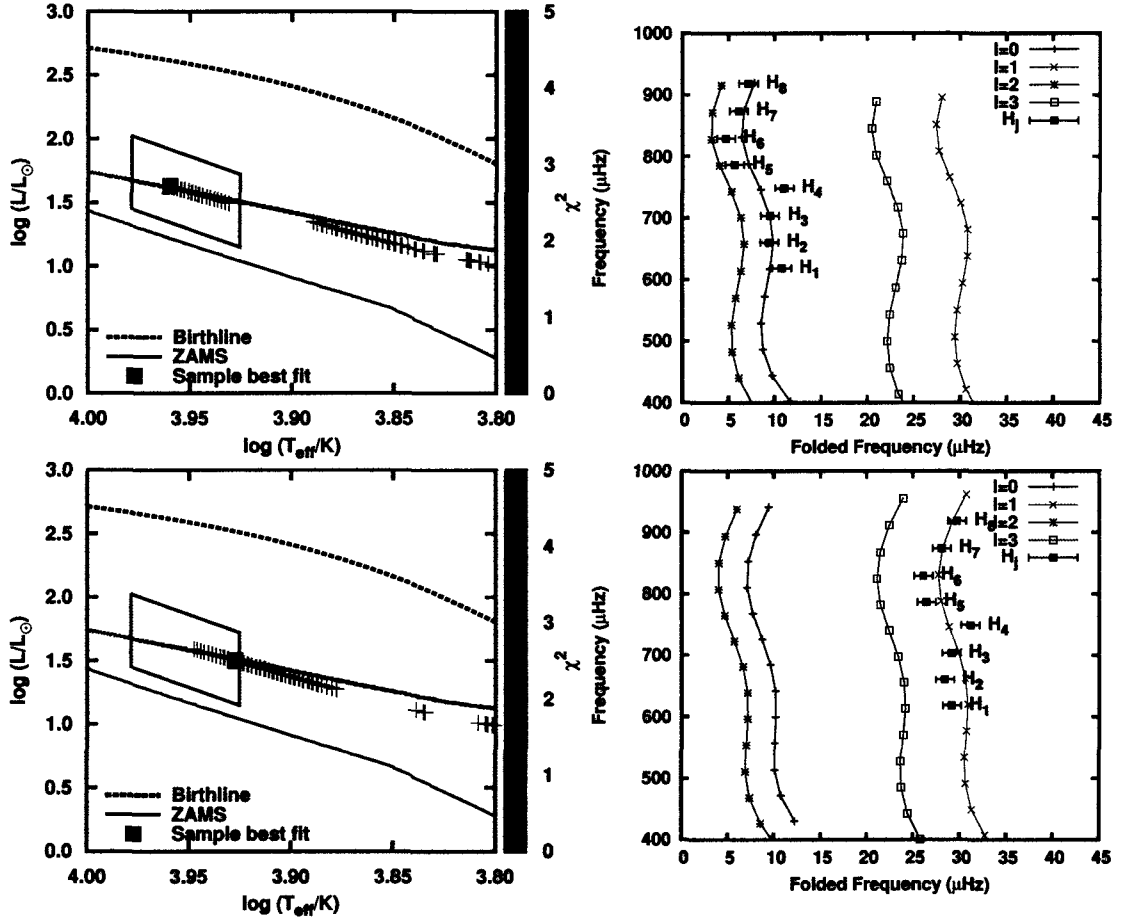 3.0
2.5
2.0
1.5
1.0
0.5
0.0
log (L/L⊙)
4.00 3.95 3.90 3.85 3.80
log (Teff/K)
Birthline
ZAMS
Sample best fit
5
4
3
2
1
0
χ²
1000
900
800
700
600
500
400
Frequency (μHz)
0 5 10 15 20 25 30 35 40 45
Folded Frequency (μHz)
l=0
l=1
l=2
l=3
Hj
H8
H7
H6
H5
H4
H3
H2
H1
3.0
2.5
2.0
1.5
1.0
0.5
0.0
log (L/L⊙)
4.00 3.95 3.90 3.85 3.80
log (Teff/K)
Birthline
ZAMS
Sample best fit
5
4
3
2
1
0
χ²
1000
900
800
700
600
500
400
Frequency (μHz)
0 5 10 15 20 25 30 35 40 45
Folded Frequency (μHz)
l=0
l=1
l=2
l=3
Hj
H8
H7
H6
H5
H4
H3
H2
H1